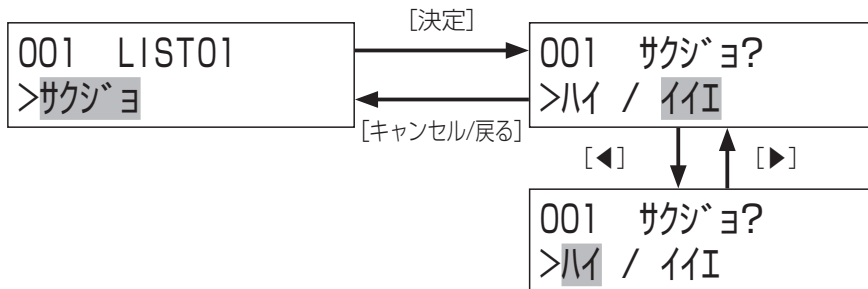 [決定]
001 LIST01
>サクジョ
001 サクジョ?
>ハイ / イイエ
[キャンセル/戻る]
[◀]
[▶]
001 サクジョ?
>ハイ / イイエ